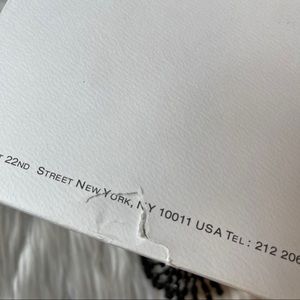 22ND STREET NEW YORK, NY 10011 USA TEL: 212 206